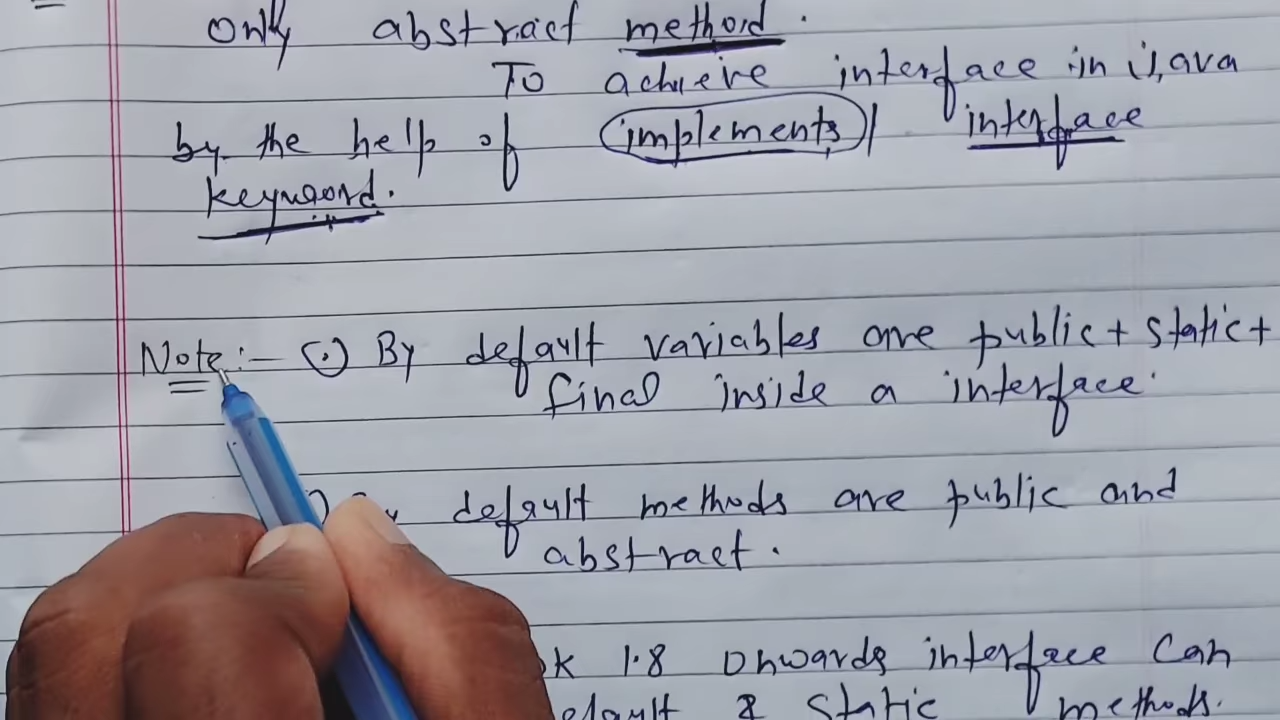 only abstract method.
To achieve interface in Java
by the help of implements / interface
keyword.
Note:- (.) By default variables are public + static +
final inside a interface.
default methods are public and
abstract.
1.8 onwards interface can
& static methods.